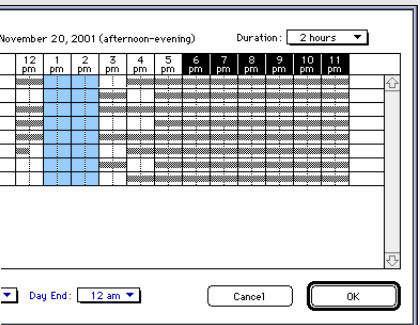 November 20, 2001 (afternoon-evening) Duration: 2 hours
12 1 2 3 4 5 6 7 8 9 10 11
pm pm pm pm pm pm pm pm pm pm pm pm
Day End: 12 am Cancel OK